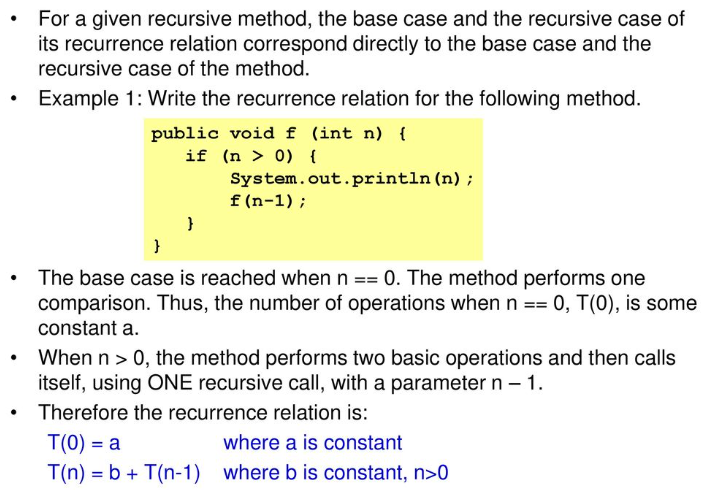 • For a given recursive method, the base case and the recursive case of
its recurrence relation correspond directly to the base case and the
recursive case of the method.
• Example 1: Write the recurrence relation for the following method.
public void f (int n) {
if (n > 0) {
System.out.println(n);
f(n-1);
}
}
• The base case is reached when n == 0. The method performs one
comparison. Thus, the number of operations when n == 0, T(0), is some
constant a.
• When n > 0, the method performs two basic operations and then calls
itself, using ONE recursive call, with a parameter n – 1.
• Therefore the recurrence relation is:
T(0) = a where a is constant
T(n) = b + T(n-1) where b is constant, n>0